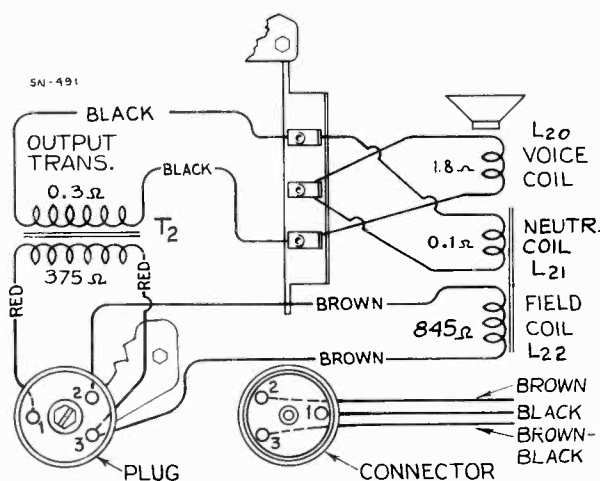 SN-491
BLACK
OUTPUT
TRANS.
0.3Ω
BLACK
T2
375Ω
RED
RED
L20
VOICE
COIL
1.8Ω
NEUTR.
COIL
L21
0.1Ω
BROWN
FIELD
COIL
L22
845Ω
BROWN
1
2
3
PLUG
2
1
3
CONNECTOR
BROWN
BLACK
BROWN-
BLACK